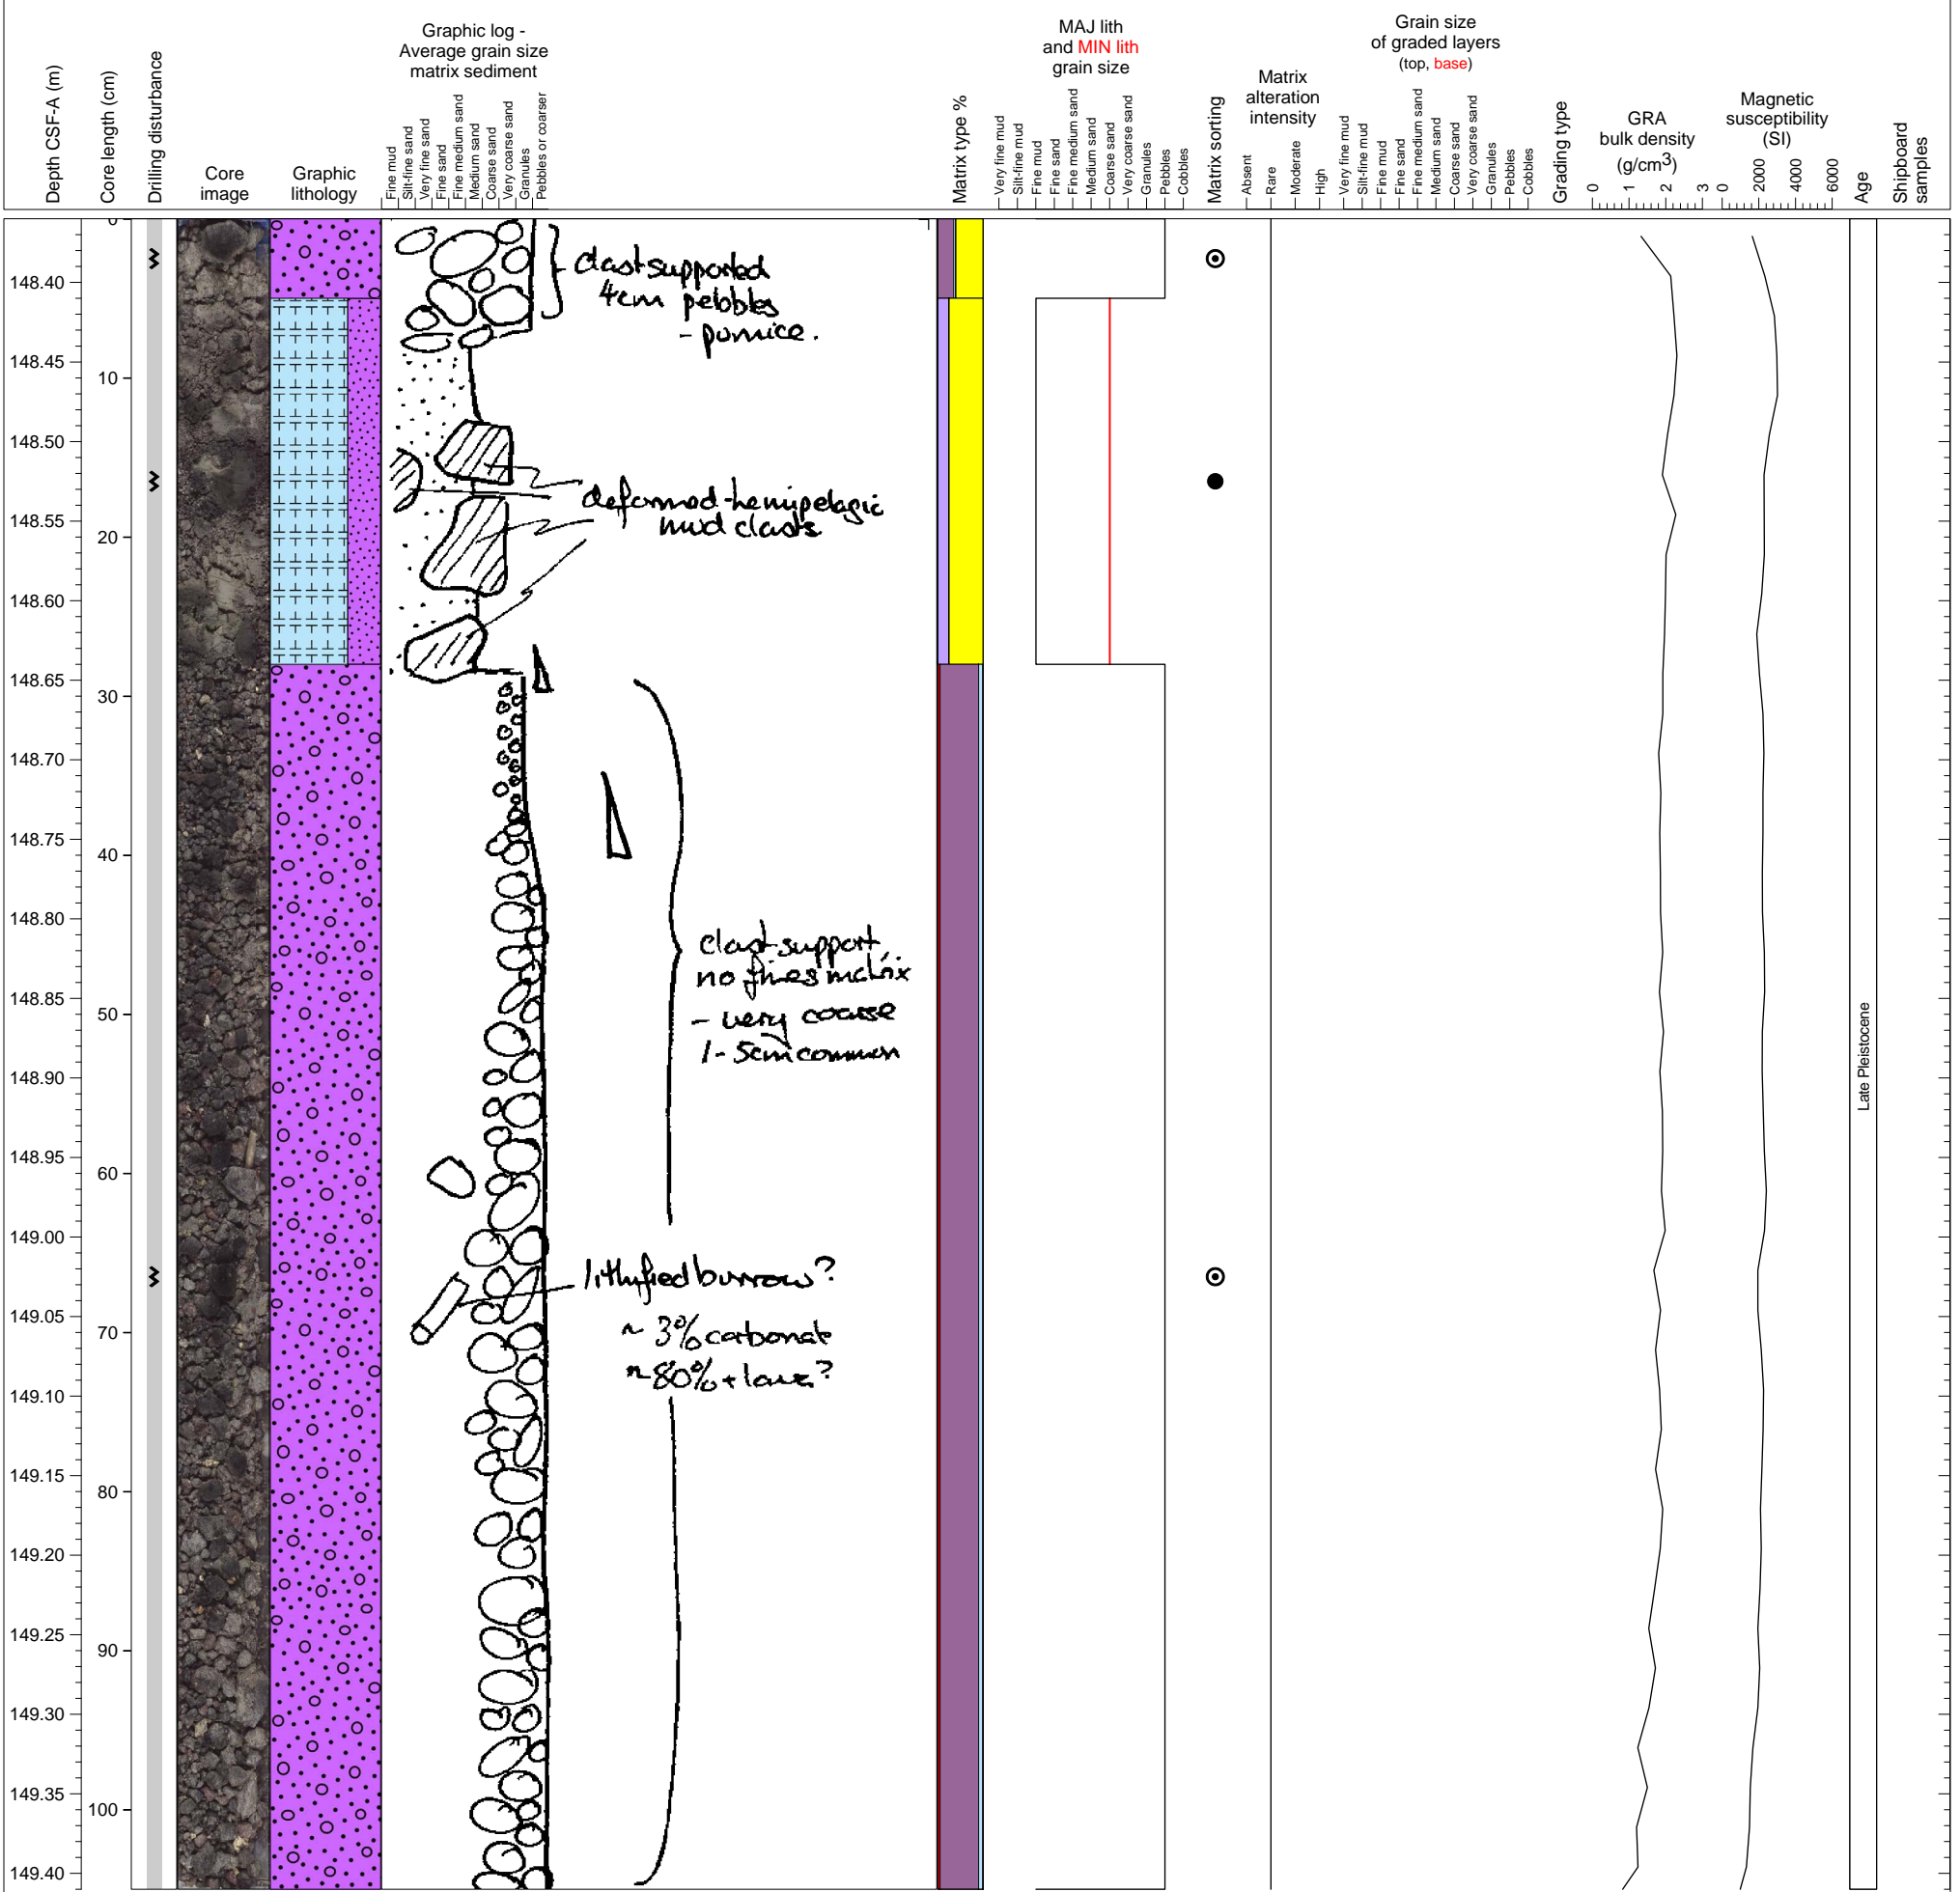 Depth CSF-A (m)
Core length (cm)
Drilling disturbance
Core
image
Graphic
lithology
Graphic log -
Average grain size
matrix sediment
Fine mud
Silt-fine sand
Very fine sand
Fine sand
Fine medium sand
Medium sand
Coarse sand
Very coarse sand
Granules
Pebbles or coarser
Matrix type %
MAJ lith
and MIN lith
grain size
Very fine mud
Silt-fine mud
Fine mud
Fine sand
Fine medium sand
Medium sand
Coarse sand
Very coarse sand
Granules
Pebbles
Cobbles
Matrix sorting
Matrix
alteration
intensity
Absent
Rare
Moderate
High
Grain size
of graded layers
(top, base)
Very fine mud
Silt-fine mud
Fine mud
Fine sand
Fine medium sand
Medium sand
Coarse sand
Very coarse sand
Granules
Pebbles
Cobbles
Grading type
GRA
bulk density
(g/cm3)
0 1 2 3
Magnetic
susceptibility
(SI)
0 2000 4000 6000
Age
Shipboard
samples
0
148.40
148.45
10
148.50
148.55
20
148.60
148.65
30
148.70
148.75
40
148.80
148.85
50
148.90
148.95
60
149.00
149.05
70
149.10
149.15
80
149.20
149.25
90
149.30
149.35
100
149.40
clast supported
4cm pebbles
- pumice.
deformed hemipelagic
mud clasts
clast support,
no fines matrix
- very coarse
1-5cm common
lithified burrow?
~ 3% carbonat
~80% + lava?
Late Pleistocene